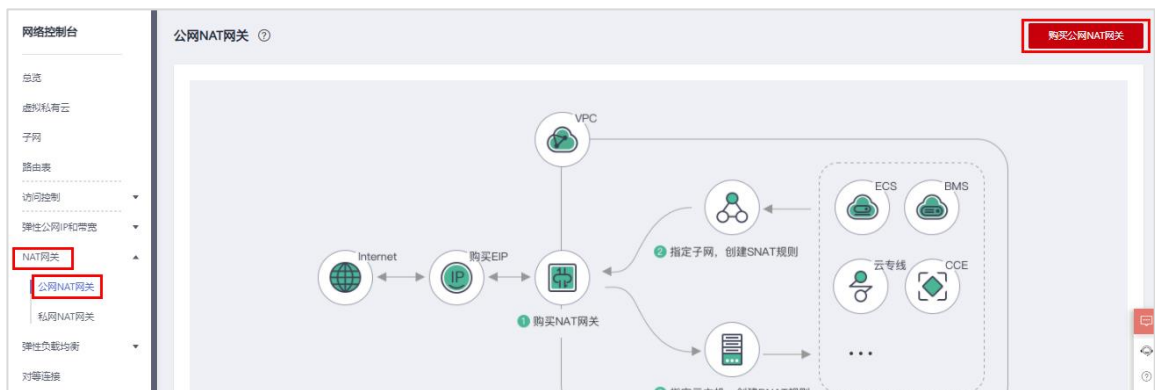 网络控制台
总览
虚拟私有云
子网
路由表
访问控制
弹性公网IP和带宽
NAT网关
公网NAT网关
私网NAT网关
弹性负载均衡
对等连接
公网NAT网关
购买公网NAT网关
VPC
ECS
BMS
2 指定子网，创建SNAT规则
Internet
购买EIP
IP
云专线
CCE
1 购买NAT网关
...